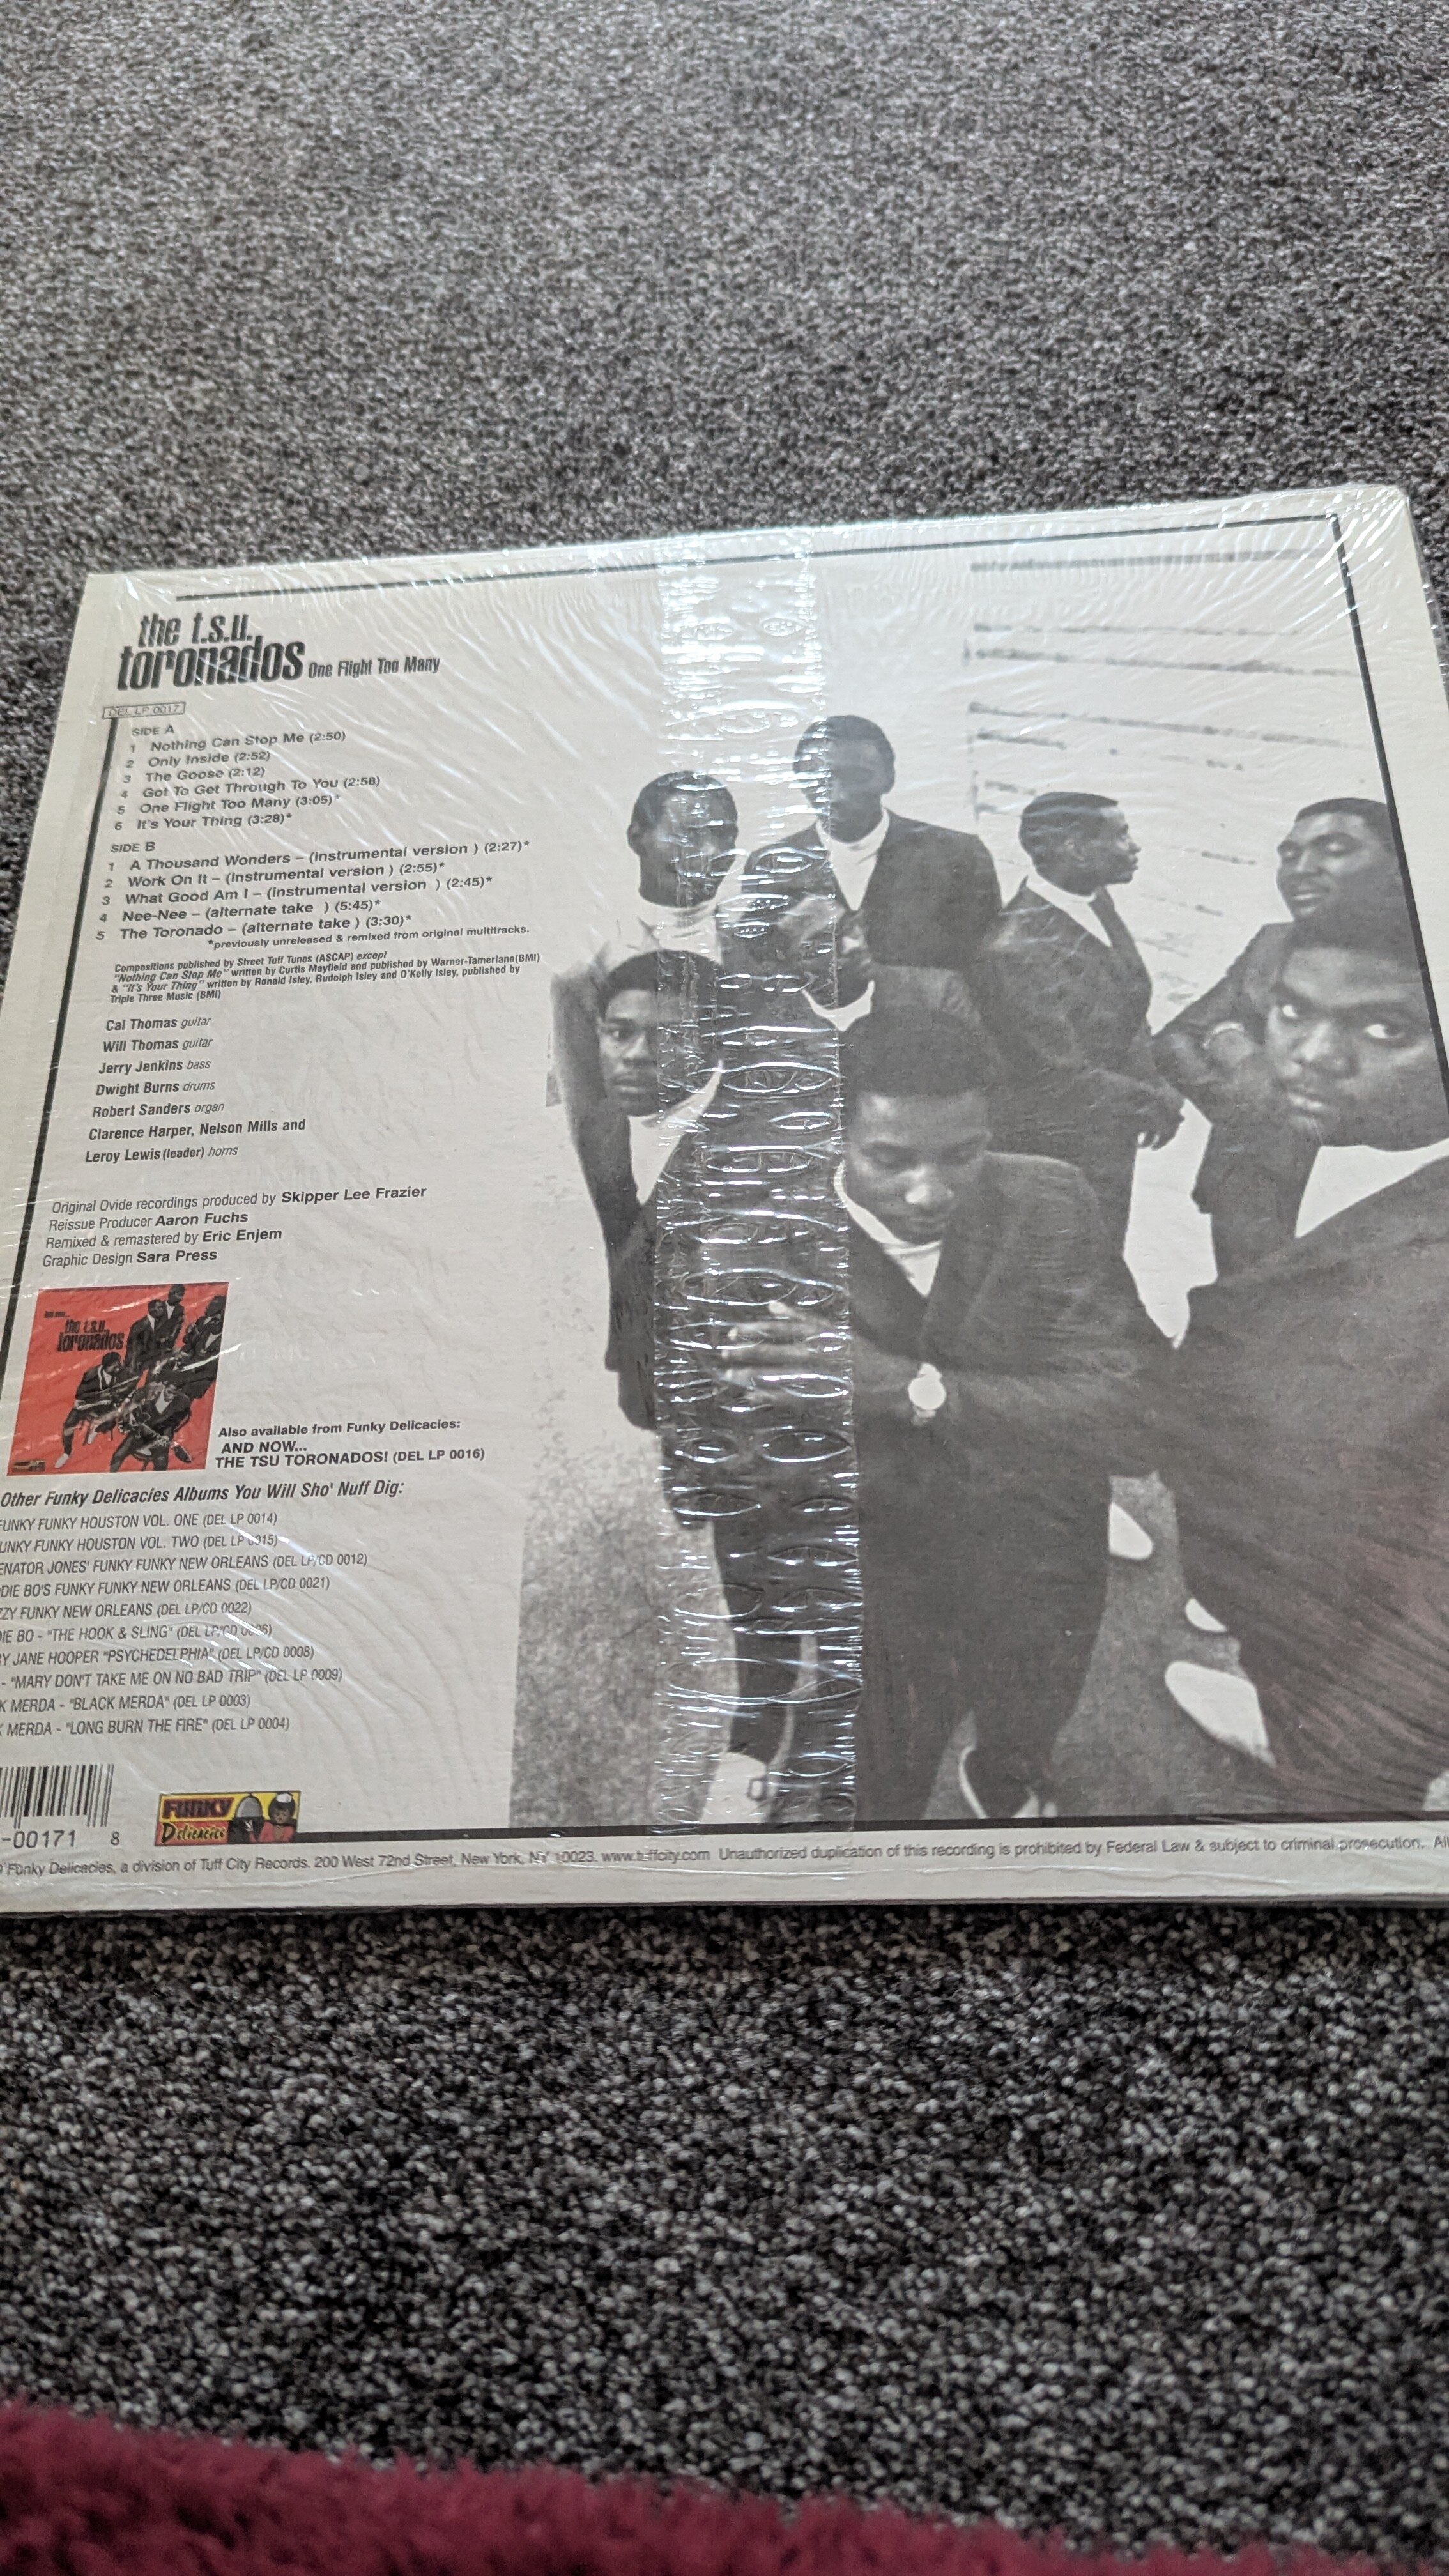 the t.s.u.
toronados One Flight Too Many
DEL LP 0017
SIDE A
1 Nothing Can Stop Me (2:50)
2 Only Inside (2:52)
3 The Goose (2:12)
4 Got To Get Through To You (2:58)
5 One Flight Too Many (3:05)*
6 It's Your Thing (3:28)*
SIDE B
1 A Thousand Wonders – (instrumental version ) (2:27)*
2 Work On It – (instrumental version ) (2:55)*
3 What Good Am I – (instrumental version ) (2:45)*
4 Nee-Nee – (alternate take ) (5:45)*
5 The Toronado – (alternate take ) (3:30)*
*previously unreleased & remixed from original multitracks.
Compositions published by Street Tuff Tunes (ASCAP) except
"Nothing Can Stop Me" written by Curtis Mayfield and published by Warner-Tamerlane(BMI)
& "It's Your Thing" written by Ronald Isley, Rudolph Isley and O'Kelly Isley, published by
Triple Three Music (BMI)
Cal Thomas guitar
Will Thomas guitar
Jerry Jenkins bass
Dwight Burns drums
Robert Sanders organ
Clarence Harper, Nelson Mills and
Leroy Lewis (leader) horns
Original Ovide recordings produced by Skipper Lee Frazier
Reissue Producer Aaron Fuchs
Remixed & remastered by Eric Enjem
Graphic Design Sara Press
the t.s.u.
toronados
Also available from Funky Delicacies:
AND NOW...
THE TSU TORONADOS! (DEL LP 0016)
Other Funky Delicacies Albums You Will Sho' Nuff Dig:
FUNKY FUNKY HOUSTON VOL. ONE (DEL LP 0014)
UNKY FUNKY HOUSTON VOL. TWO (DEL LP 0015)
ENATOR JONES' FUNKY FUNKY NEW ORLEANS (DEL LP/CD 0012)
DIE BO'S FUNKY FUNKY NEW ORLEANS (DEL LP/CD 0021)
ZZY FUNKY NEW ORLEANS (DEL LP/CD 0022)
IE BO - "THE HOOK & SLING" (DEL LP/CD
Y JANE HOOPER "PSYCHEDELPHIA" (DEL LP/CD 0008)
- "MARY DON'T TAKE ME ON NO BAD TRIP" (DEL LP 0009)
K MERDA - "BLACK MERDA" (DEL LP 0003)
MERDA - "LONG BURN THE FIRE" (DEL LP 0004)
-00171 8
FUNKY
Delicacies
Funky Delicacies, a division of Tuff City Records. 200 West 72nd Street, New York, NY 10023. www.tuffcity.com Unauthorized duplication of this recording is prohibited by Federal Law & subject to criminal prosecution. All